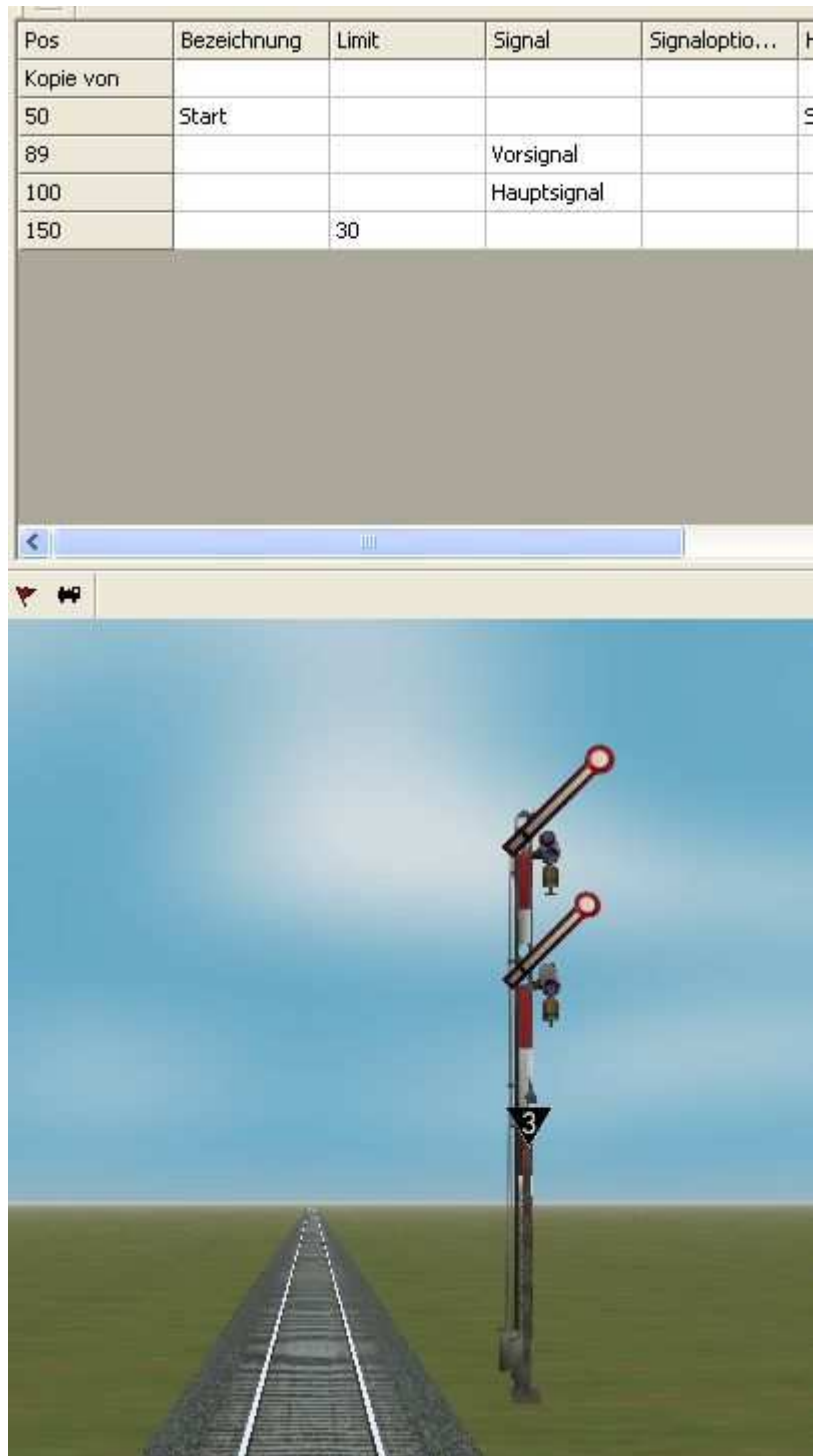 Pos Bezeichnung Limit Signal Signaloptio...
Kopie von
50 Start
89 Vorsignal
100 Hauptsignal
150 30
3